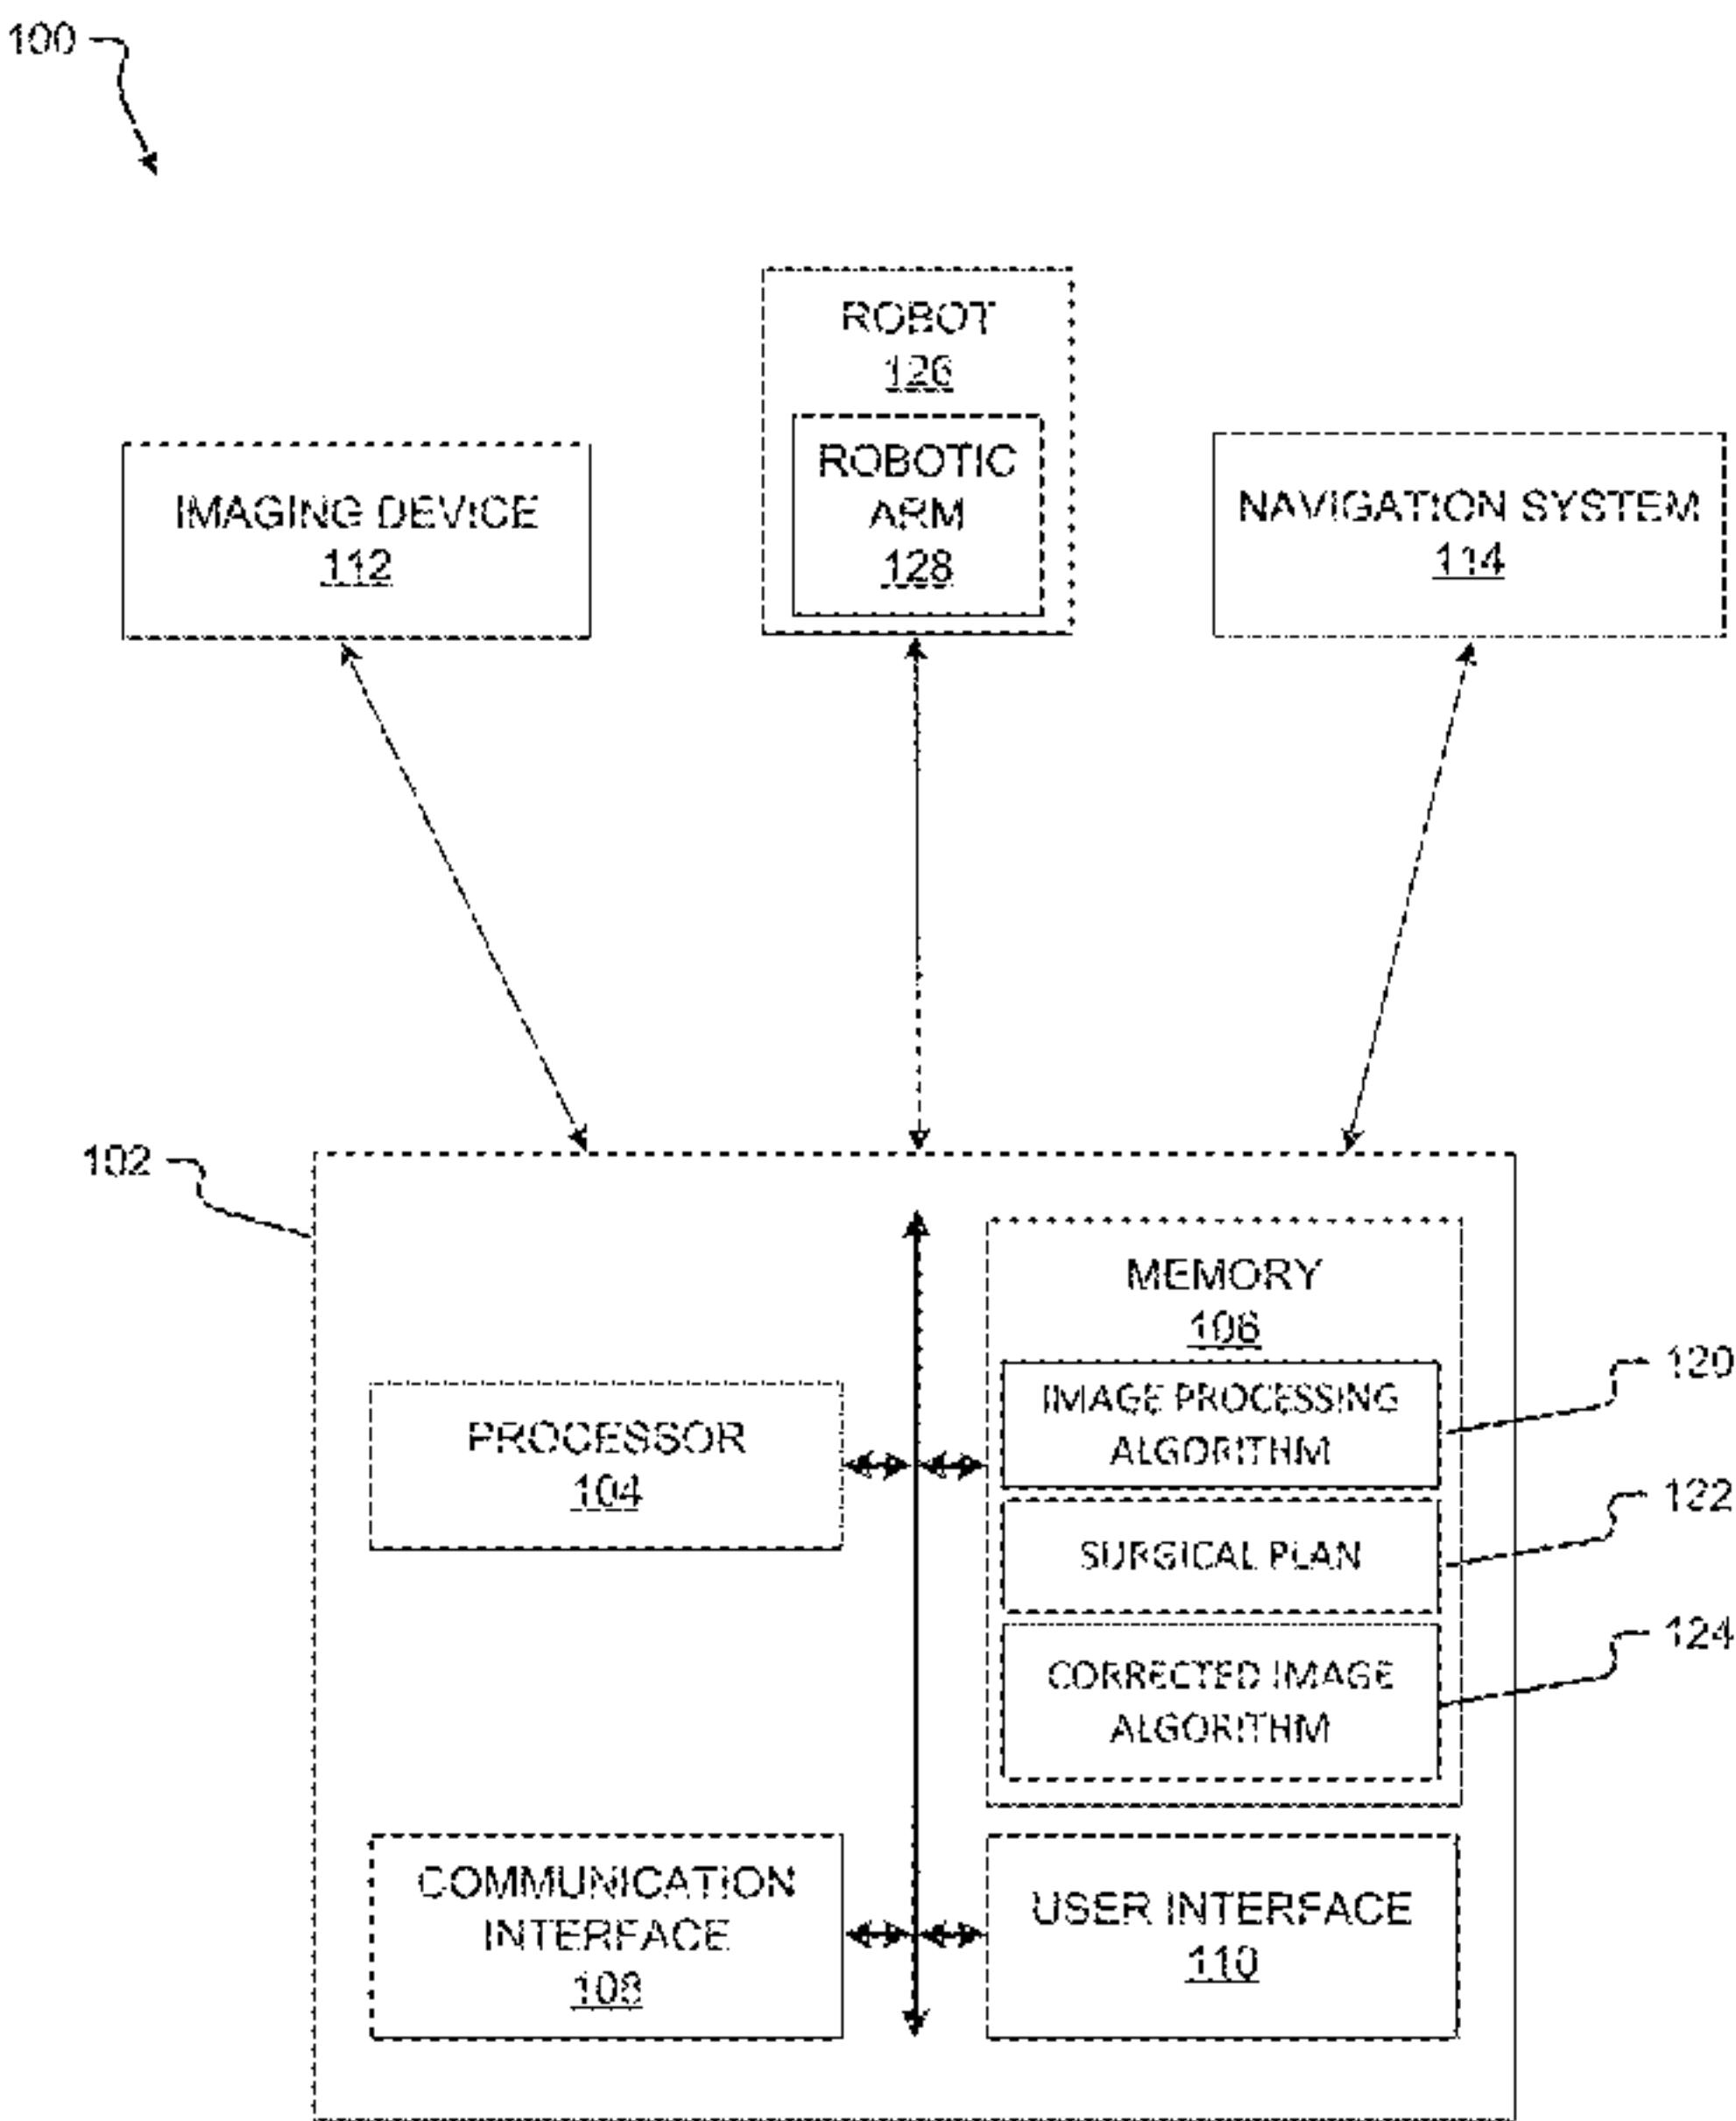 100
ROBOT
126
ROBOTIC
ARM
128
IMAGING DEVICE
112
NAVIGATION SYSTEM
114
102
MEMORY
106
IMAGE PROCESSING
ALGORITHM
120
PROCESSOR
104
SURGICAL PLAN
122
CORRECTED IMAGE
ALGORITHM
124
COMMUNICATION
INTERFACE
108
USER INTERFACE
110